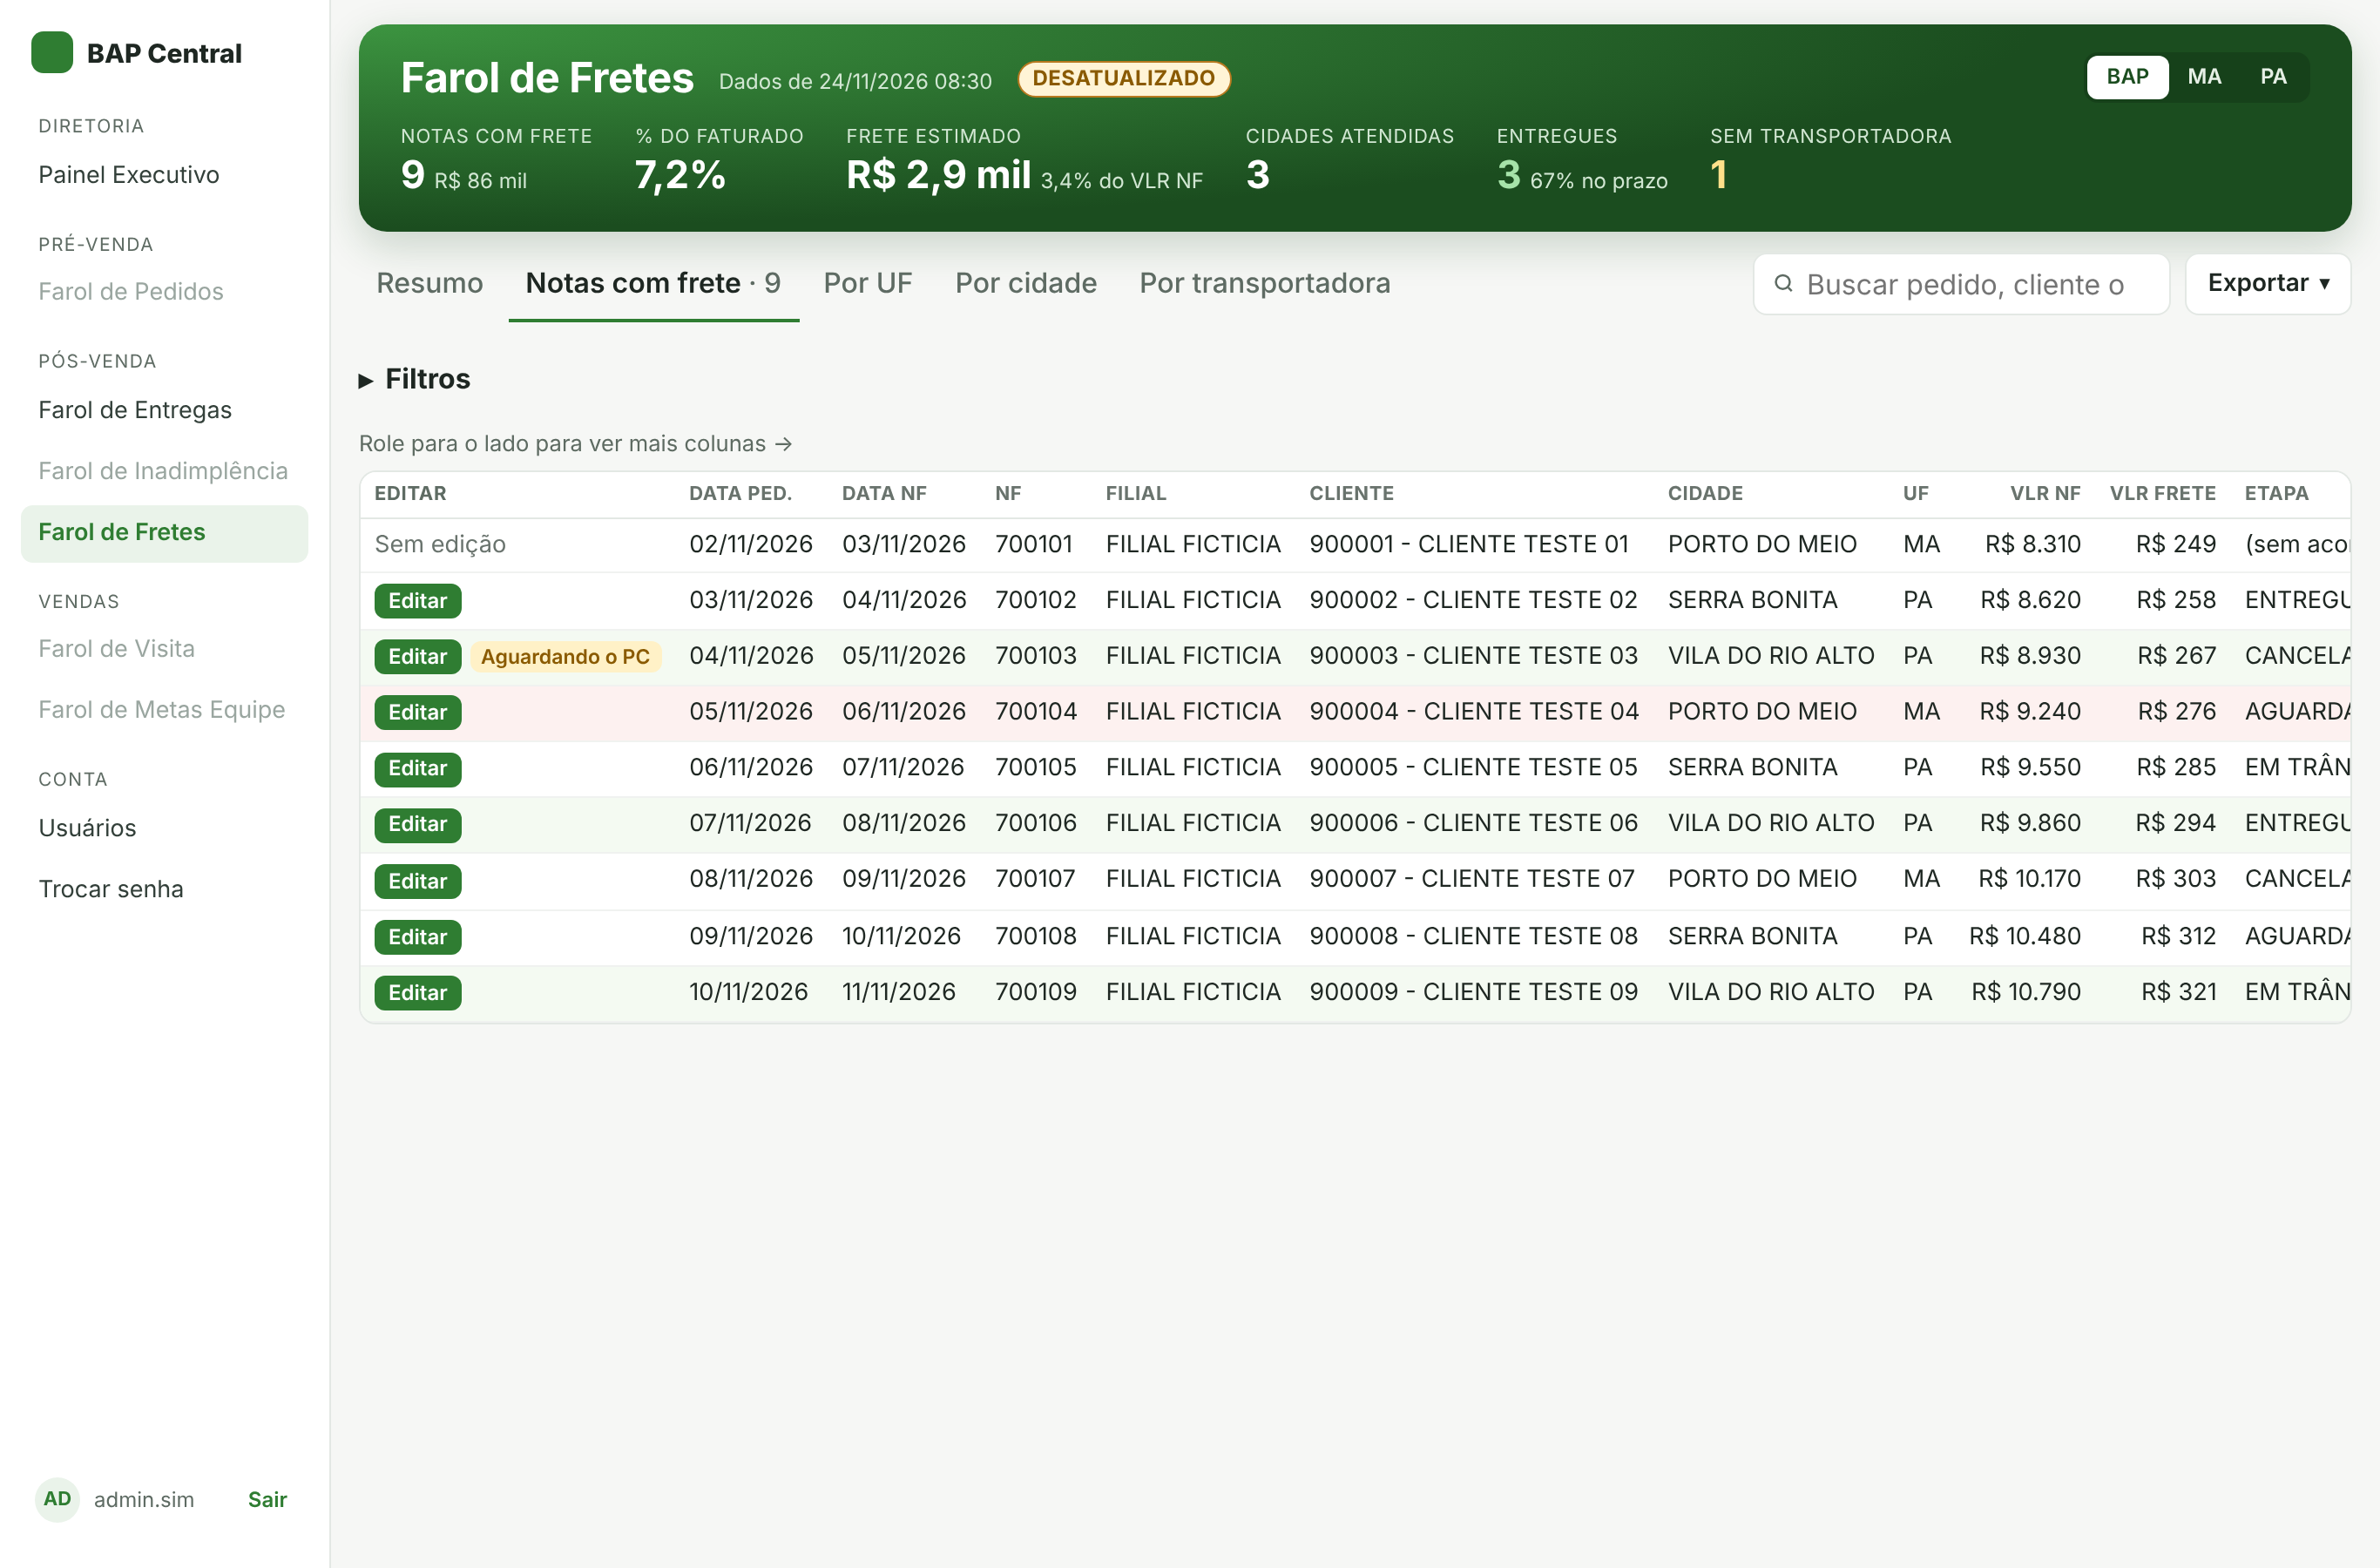 BAP Central
DIRETORIA
Painel Executivo
PRÉ-VENDA
Farol de Pedidos
PÓS-VENDA
Farol de Entregas
Farol de Inadimplência
Farol de Fretes
VENDAS
Farol de Visita
Farol de Metas Equipe
CONTA
Usuários
Trocar senha
AD admin.sim Sair
Farol de Fretes Dados de 24/11/2026 08:30 DESATUALIZADO BAP MA PA
NOTAS COM FRETE % DO FATURADO FRETE ESTIMADO CIDADES ATENDIDAS ENTREGUES SEM TRANSPORTADORA
9 R$ 86 mil 7,2% R$ 2,9 mil 3,4% do VLR NF 3 3 67% no prazo 1
Resumo Notas com frete · 9 Por UF Por cidade Por transportadora Buscar pedido, cliente o Exportar ▾
▸ Filtros
Role para o lado para ver mais colunas →
EDITAR DATA PED. DATA NF NF FILIAL CLIENTE CIDADE UF VLR NF VLR FRETE ETAPA
Sem edição 02/11/2026 03/11/2026 700101 FILIAL FICTICIA 900001 - CLIENTE TESTE 01 PORTO DO MEIO MA R$ 8.310 R$ 249 (sem aco
Editar 03/11/2026 04/11/2026 700102 FILIAL FICTICIA 900002 - CLIENTE TESTE 02 SERRA BONITA PA R$ 8.620 R$ 258 ENTREGU
Editar Aguardando o PC 04/11/2026 05/11/2026 700103 FILIAL FICTICIA 900003 - CLIENTE TESTE 03 VILA DO RIO ALTO PA R$ 8.930 R$ 267 CANCELA
Editar 05/11/2026 06/11/2026 700104 FILIAL FICTICIA 900004 - CLIENTE TESTE 04 PORTO DO MEIO MA R$ 9.240 R$ 276 AGUARDA
Editar 06/11/2026 07/11/2026 700105 FILIAL FICTICIA 900005 - CLIENTE TESTE 05 SERRA BONITA PA R$ 9.550 R$ 285 EM TRÂN
Editar 07/11/2026 08/11/2026 700106 FILIAL FICTICIA 900006 - CLIENTE TESTE 06 VILA DO RIO ALTO PA R$ 9.860 R$ 294 ENTREGU
Editar 08/11/2026 09/11/2026 700107 FILIAL FICTICIA 900007 - CLIENTE TESTE 07 PORTO DO MEIO MA R$ 10.170 R$ 303 CANCELA
Editar 09/11/2026 10/11/2026 700108 FILIAL FICTICIA 900008 - CLIENTE TESTE 08 SERRA BONITA PA R$ 10.480 R$ 312 AGUARDA
Editar 10/11/2026 11/11/2026 700109 FILIAL FICTICIA 900009 - CLIENTE TESTE 09 VILA DO RIO ALTO PA R$ 10.790 R$ 321 EM TRÂN